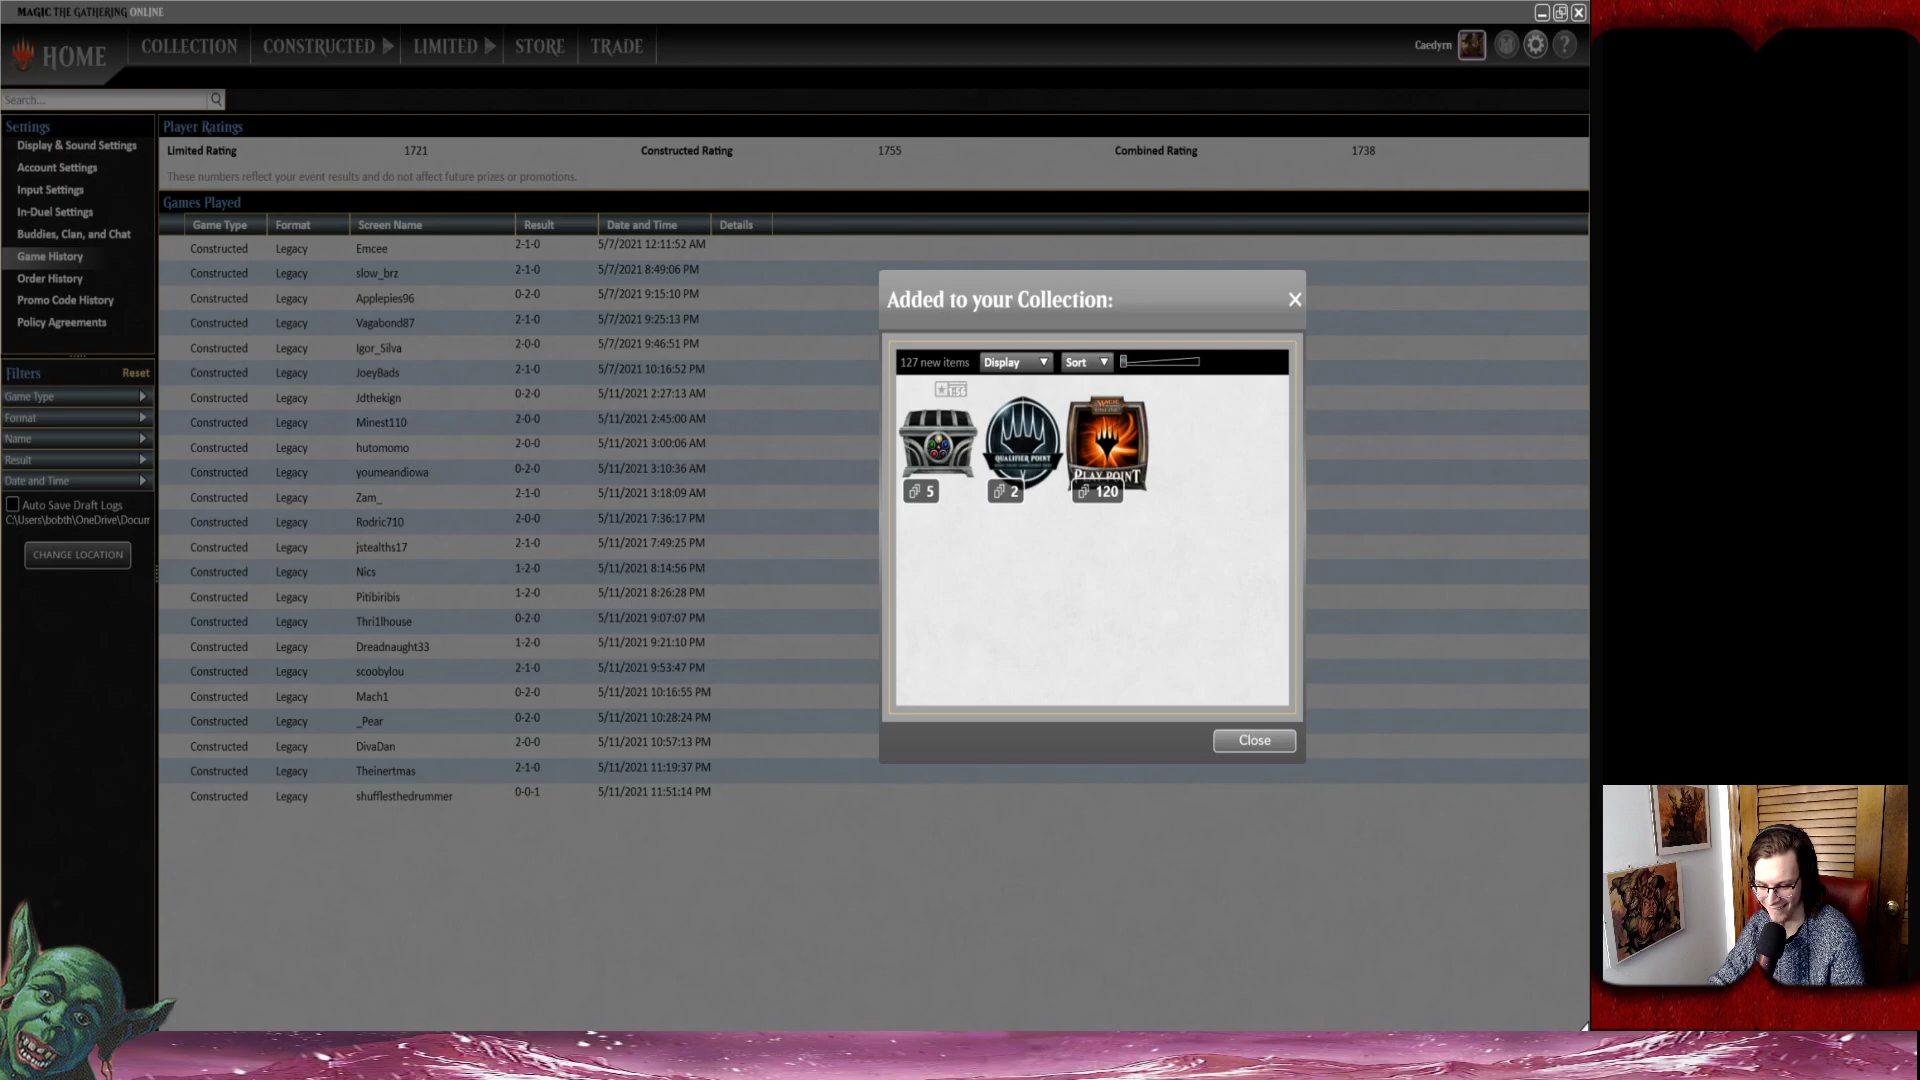 MAGIC THE GATHERING ONLINE
HOME
COLLECTION
CONSTRUCTED
LIMITED
STORE
TRADE
Caedyrn
?
Search...
Settings
Display & Sound Settings
Account Settings
Input Settings
In-Duel Settings
Buddies, Clan, and Chat
Game History
Order History
Promo Code History
Policy Agreements
Filters Reset
Game Type
Format
Name
Result
Date and Time
Auto Save Draft Logs
C:\Users\bobth\OneDrive\Docum
CHANGE LOCATION
Player Ratings
Limited Rating 1721 Constructed Rating 1755 Combined Rating 1738
These numbers reflect your event results and do not affect future prizes or promotions.
Games Played
Game Type Format Screen Name Result Date and Time Details
Constructed Legacy Emcee 2-1-0 5/7/2021 12:11:52 AM
Constructed Legacy slow_brz 2-1-0 5/7/2021 8:49:06 PM
Constructed Legacy Applepies96 0-2-0 5/7/2021 9:15:10 PM
Constructed Legacy Vagabond87 2-1-0 5/7/2021 9:25:13 PM
Constructed Legacy Igor_Silva 2-0-0 5/7/2021 9:46:51 PM
Constructed Legacy JoeyBads 2-1-0 5/7/2021 10:16:52 PM
Constructed Legacy Jdthekign 0-2-0 5/11/2021 2:27:13 AM
Constructed Legacy Minest110 2-0-0 5/11/2021 2:45:00 AM
Constructed Legacy hutomomo 2-0-0 5/11/2021 3:00:06 AM
Constructed Legacy youmeandiowa 0-2-0 5/11/2021 3:10:36 AM
Constructed Legacy Zam_ 2-1-0 5/11/2021 3:18:09 AM
Constructed Legacy Rodric710 2-0-0 5/11/2021 7:36:17 PM
Constructed Legacy jstealths17 2-1-0 5/11/2021 7:49:25 PM
Constructed Legacy Nics 1-2-0 5/11/2021 8:14:56 PM
Constructed Legacy Pitibiribis 1-2-0 5/11/2021 8:26:28 PM
Constructed Legacy Thri1lhouse 0-2-0 5/11/2021 9:07:07 PM
Constructed Legacy Dreadnaught33 1-2-0 5/11/2021 9:21:10 PM
Constructed Legacy scoobylou 2-1-0 5/11/2021 9:53:47 PM
Constructed Legacy Mach1 0-2-0 5/11/2021 10:16:55 PM
Constructed Legacy _Pear 0-2-0 5/11/2021 10:28:24 PM
Constructed Legacy DivaDan 2-0-0 5/11/2021 10:57:13 PM
Constructed Legacy Theinertmas 2-1-0 5/11/2021 11:19:37 PM
Constructed Legacy shufflesthedrummer 0-0-1 5/11/2021 11:51:14 PM
Added to your Collection:
127 new items Display Sort
QUALIFIER POINT
MAGIC
PLAY POINT
5
2
120
Close